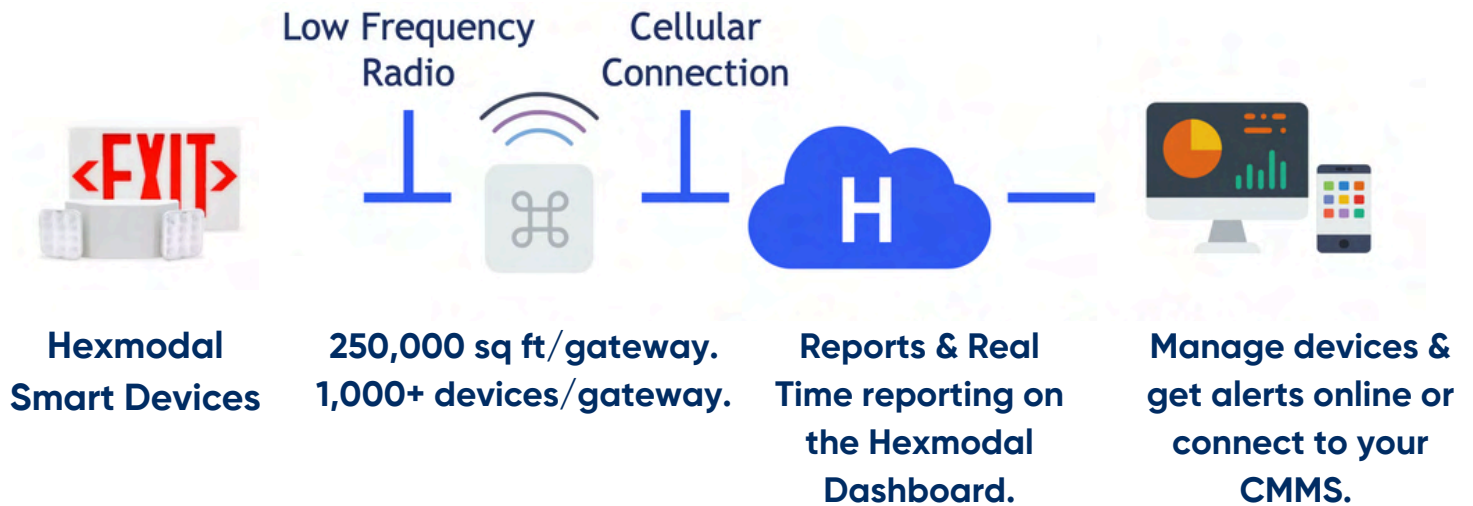 Low Frequency
Radio
Cellular
Connection
<EXIT>
H
Hexmodal
Smart Devices
250,000 sq ft/gateway.
1,000+ devices/gateway.
Reports & Real
Time reporting on
the Hexmodal
Dashboard.
Manage devices &
get alerts online or
connect to your
CMMS.